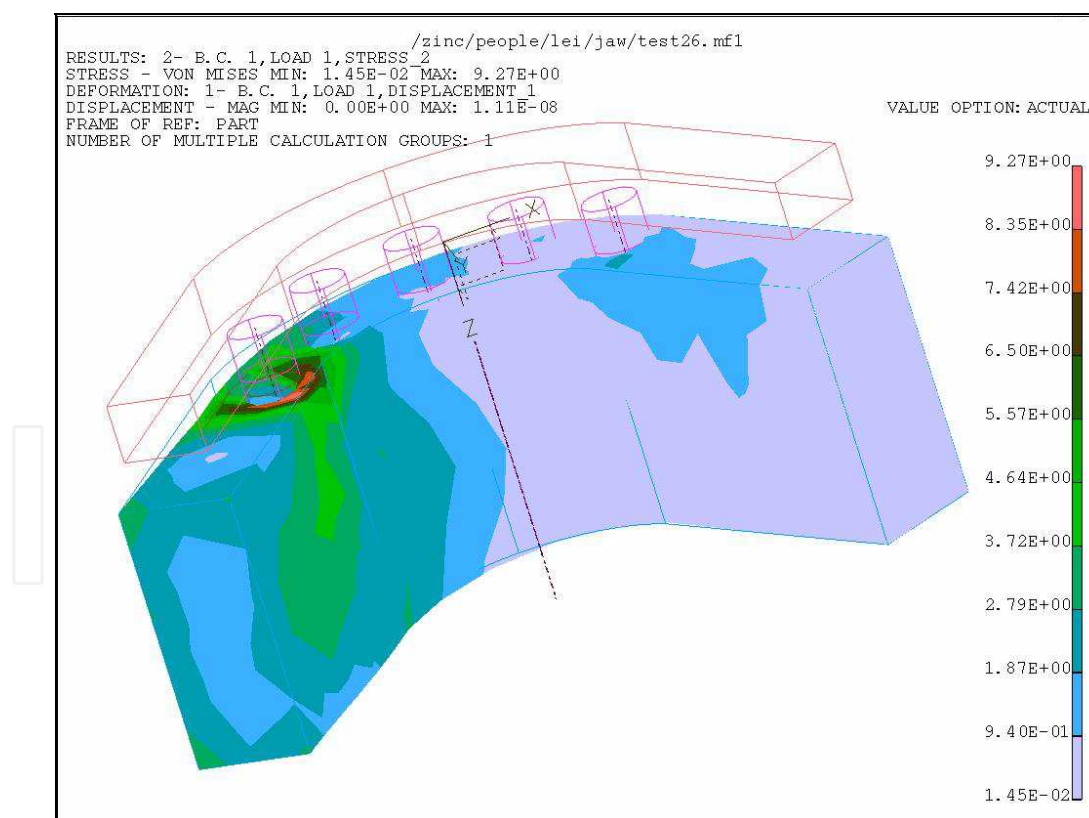 /zinc/people/lei/jaw/test26.mf1
RESULTS: 2- B.C. 1,LOAD 1,STRESS_2
STRESS - VON MISES MIN: 1.45E-02 MAX: 9.27E+00
DEFORMATION: 1- B.C. 1,LOAD 1,DISPLACEMENT_1
DISPLACEMENT - MAG MIN: 0.00E+00 MAX: 1.11E-08
FRAME OF REF: PART
NUMBER OF MULTIPLE CALCULATION GROUPS: 1
VALUE OPTION: ACTUAL
9.27E+00
8.35E+00
7.42E+00
6.50E+00
5.57E+00
4.64E+00
3.72E+00
2.79E+00
1.87E+00
9.40E-01
1.45E-02
X
Y
Z